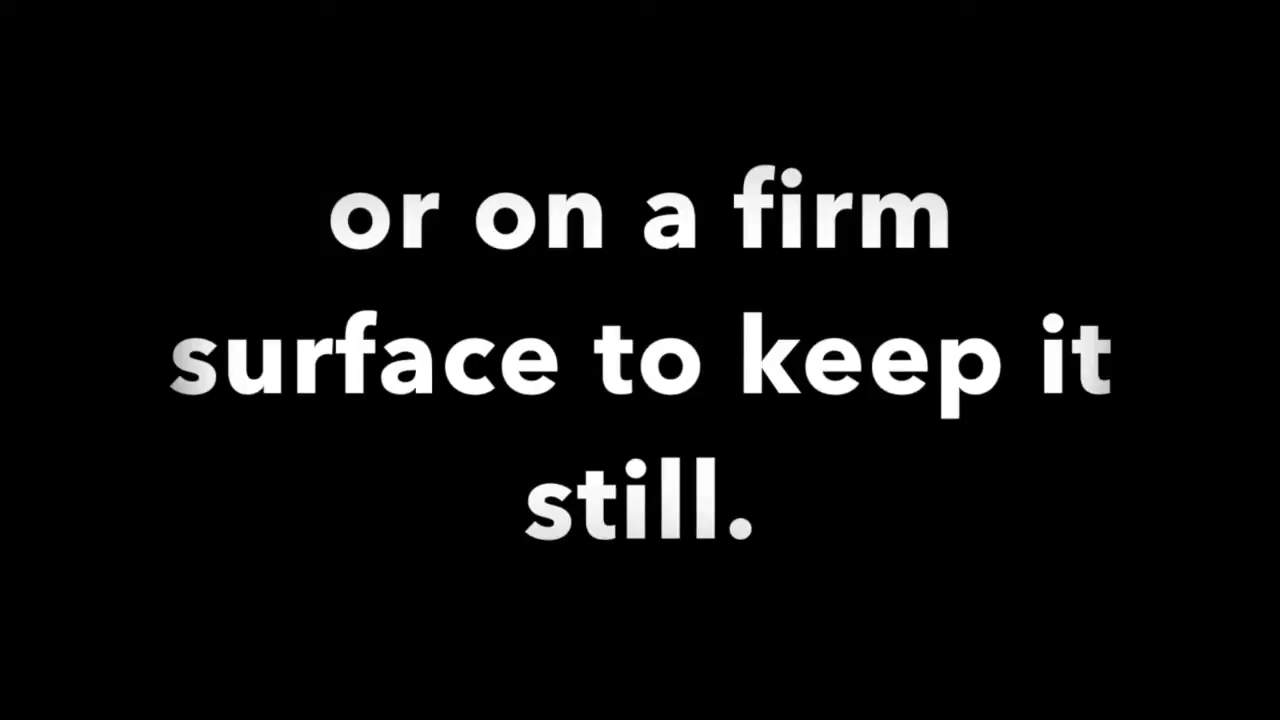 or on a firm
surface to keep it
still.